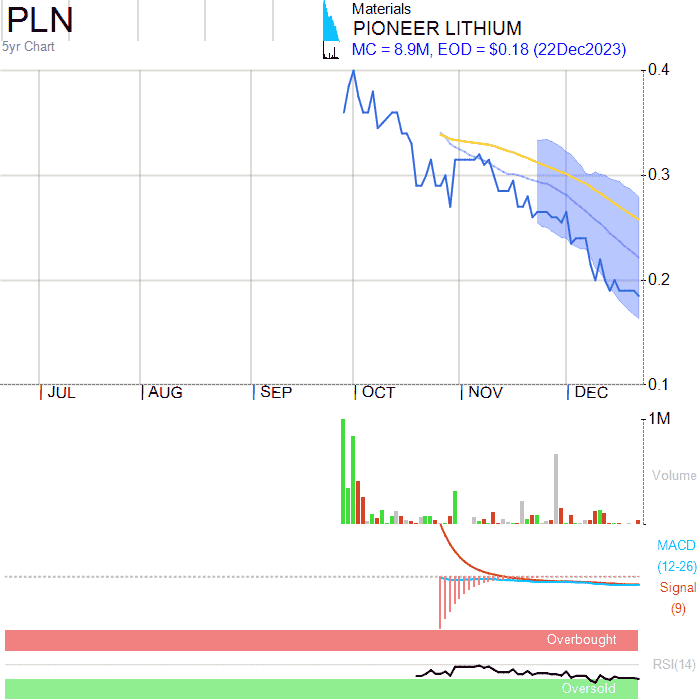 PLN
5yr Chart
Materials
PIONEER LITHIUM
MC = 8.9M, EOD = $0.18 (22Dec2023)
0.4
0.3
0.2
0.1
JUL AUG SEP OCT NOV DEC
1M
Volume
MACD
(12-26)
Signal
(9)
Overbought
RSI(14)
Oversold